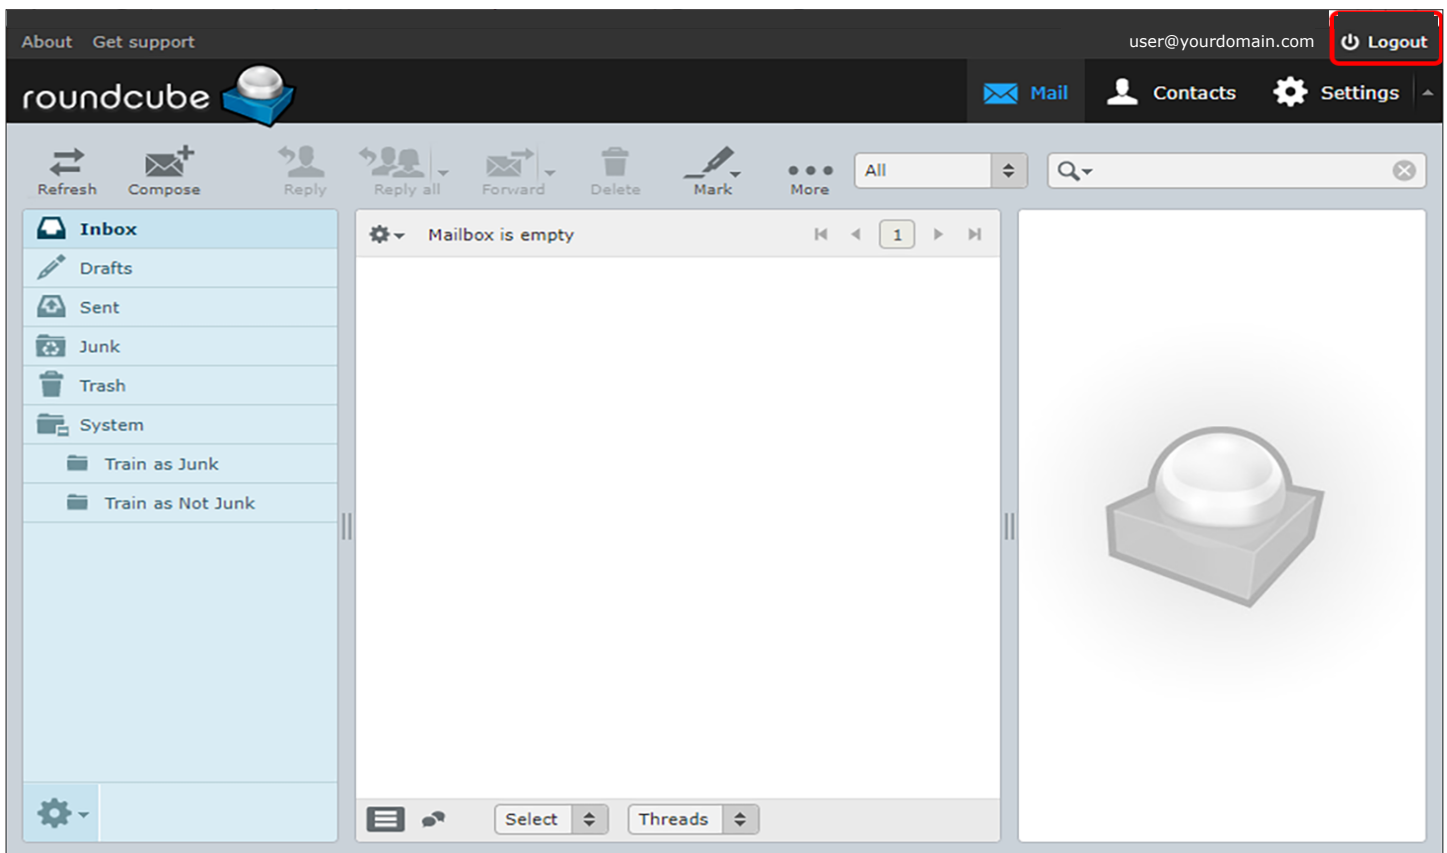 About Get support user@yourdomain.com Logout
roundcube Mail Contacts Settings
Refresh Compose Reply Reply all Forward Delete Mark More All
Inbox
Mailbox is empty 1
Drafts
Sent
Junk
Trash
System
Train as Junk
Train as Not Junk
Select Threads